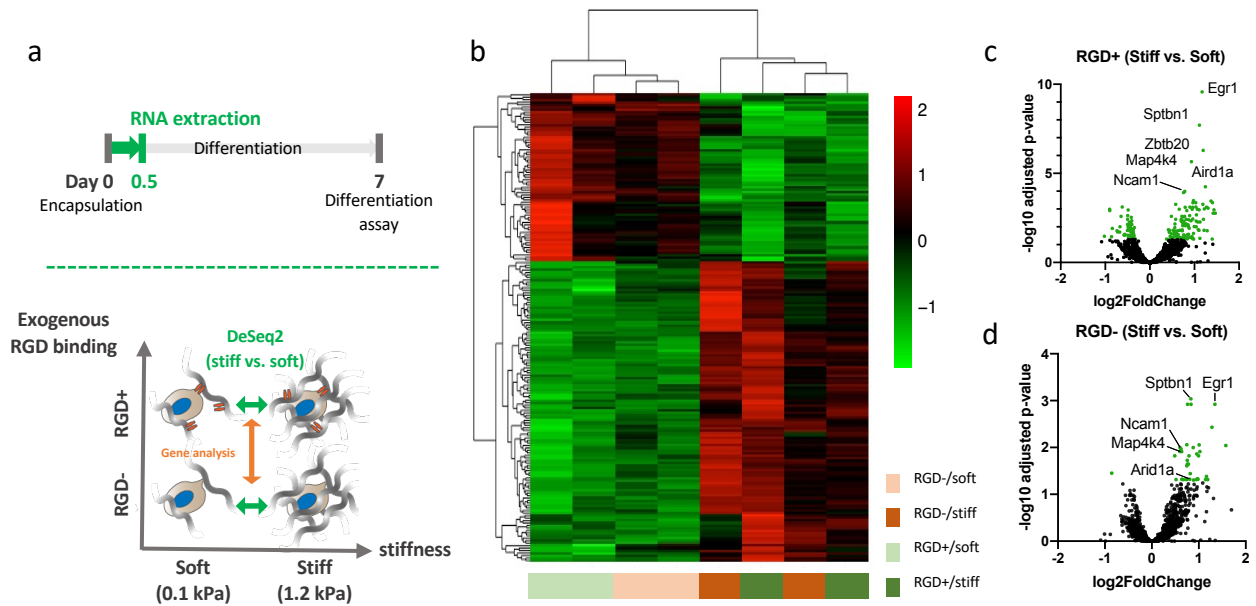 a
RNA extraction
Differentiation
Day 0
0.5
7
Encapsulation
Differentiation
assay
Exogenous
RGD binding
DeSeq2
(stiff vs. soft)
RGD+
Gene analysis
RGD-
stiffness
Soft
(0.1 kPa)
Stiff
(1.2 kPa)
b
2
1
0
−1
RGD-/soft
RGD-/stiff
RGD+/soft
RGD+/stiff
c
RGD+ (Stiff vs. Soft)
-log10 adjusted p-value
10
5
0
Egr1
Sptbn1
Zbtb20
Map4k4
Aird1a
Ncam1
-2
-1
0
1
2
log2FoldChange
d
RGD- (Stiff vs. Soft)
-log10 adjusted p-value
4
3
2
1
0
Sptbn1
Egr1
Ncam1
Map4k4
Arid1a
-2
-1
0
1
2
log2FoldChange